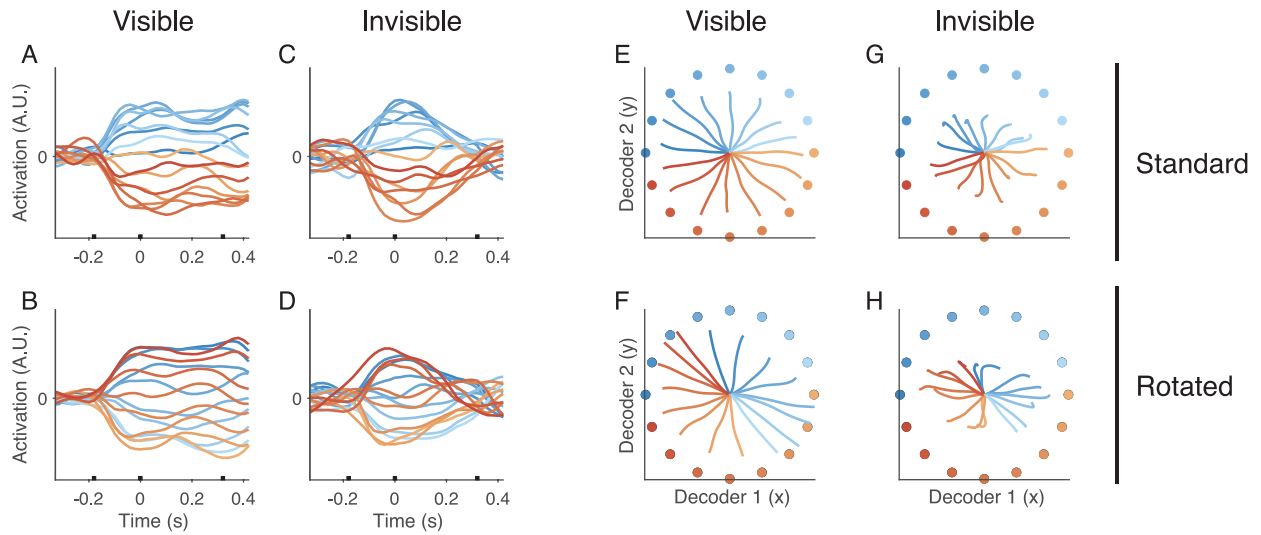 Visible
Invisible
Visible
Invisible
A
C
E
G
Activation (A.U.)
0
-0.2
0
0.2
0.4
0
-0.2
0
0.2
0.4
Decoder 2 (y)
Standard
B
D
F
H
Activation (A.U.)
0
-0.2
0
0.2
0.4
Time (s)
0
-0.2
0
0.2
0.4
Time (s)
Decoder 2 (y)
Decoder 1 (x)
Decoder 1 (x)
Rotated